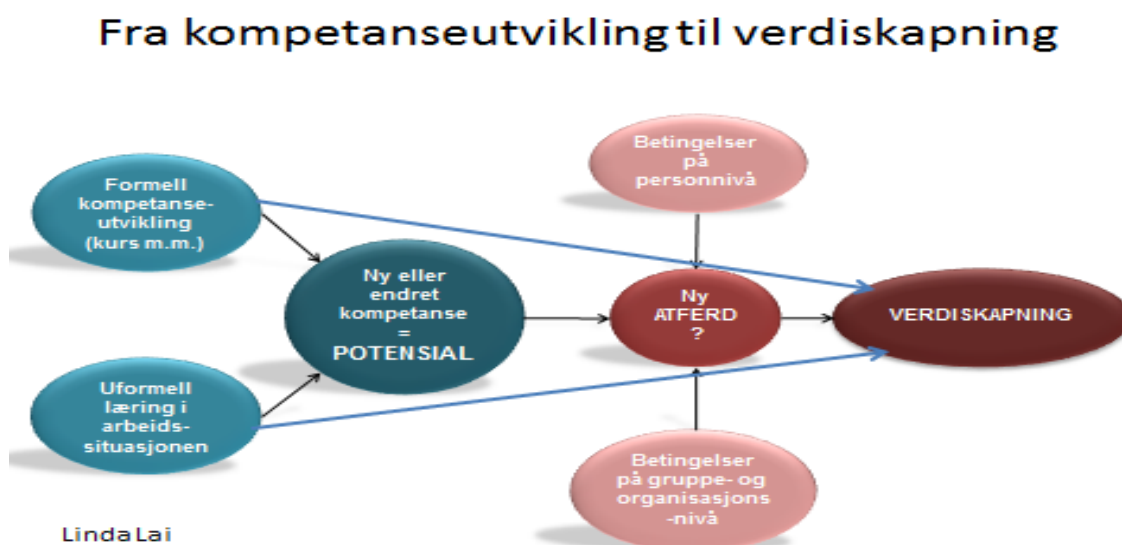 Fra kompetanseutvikling til verdiskapning
Formell
kompetanse-
utvikling
(kurs m.m.)
Uformell
læring i
arbeids-
situasjonen
Ny eller
endret
kompetanse
=
POTENSIAL
Betingelser
på
personnivå
Ny
ATFERD
?
Betingelser
på gruppe- og
organisasjons
-nivå
VERDISKAPNING
Linda Lai